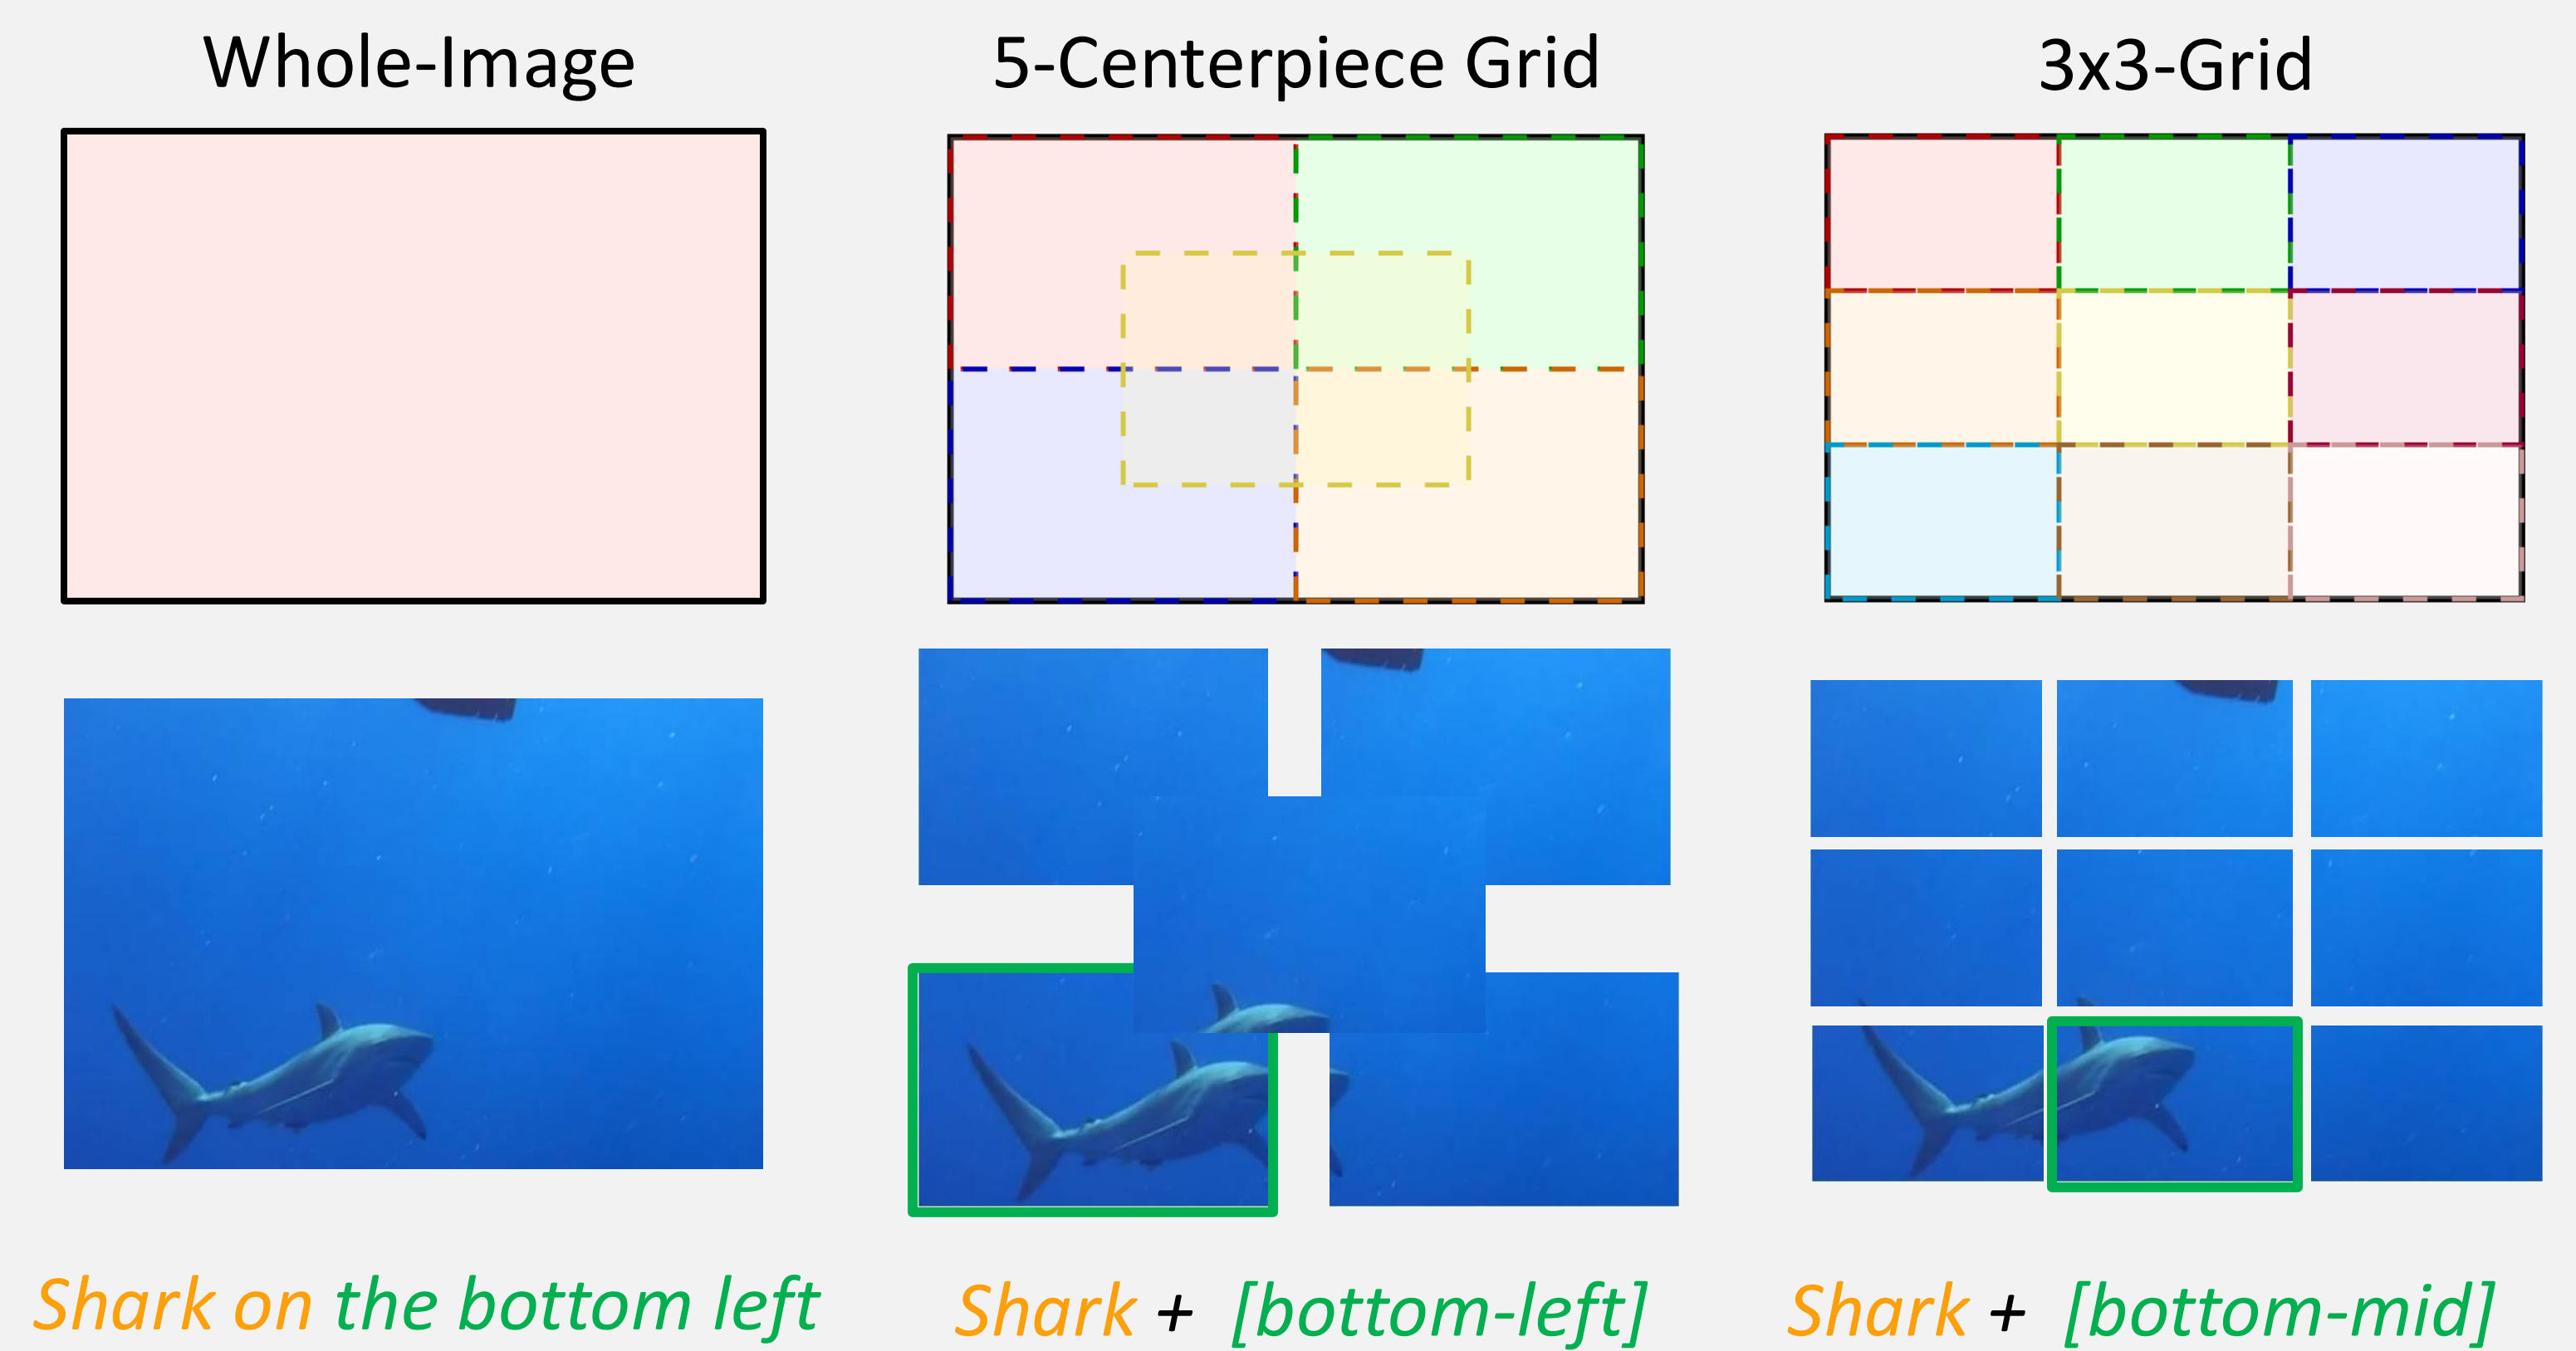 Whole-Image
5-Centerpiece Grid
3x3-Grid
Shark on the bottom left
Shark + [bottom-left]
Shark + [bottom-mid]